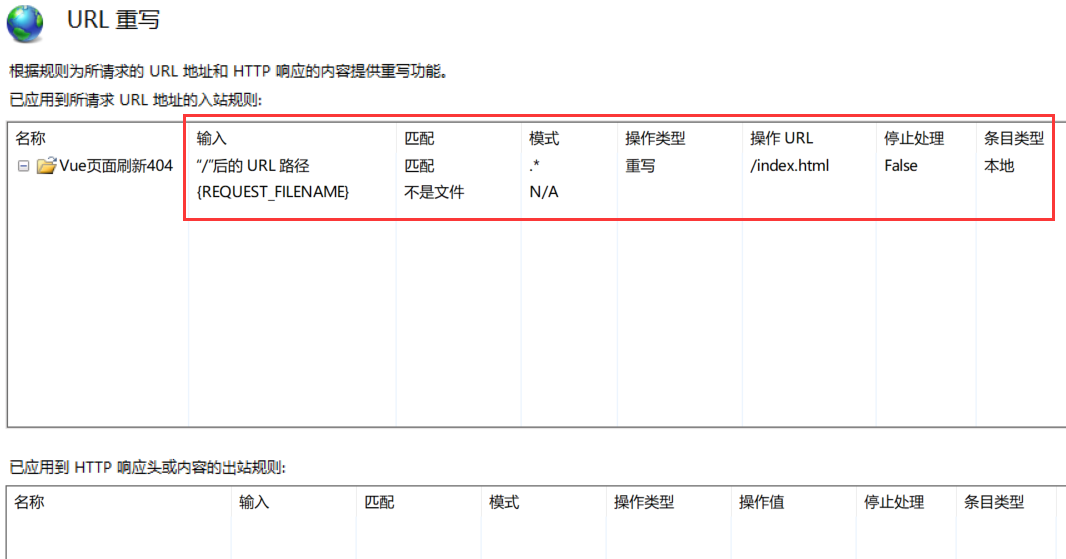 URL 重写
根据规则为所请求的 URL 地址和 HTTP 响应的内容提供重写功能。
已应用到所请求 URL 地址的入站规则:
名称 输入 匹配 模式 操作类型 操作 URL 停止处理 条目类型
Vue页面刷新404 “/”后的 URL 路径 匹配 .* 重写 /index.html False 本地
{REQUEST_FILENAME} 不是文件 N/A
已应用到 HTTP 响应头或内容的出站规则:
名称 输入 匹配 模式 操作类型 操作值 停止处理 条目类型